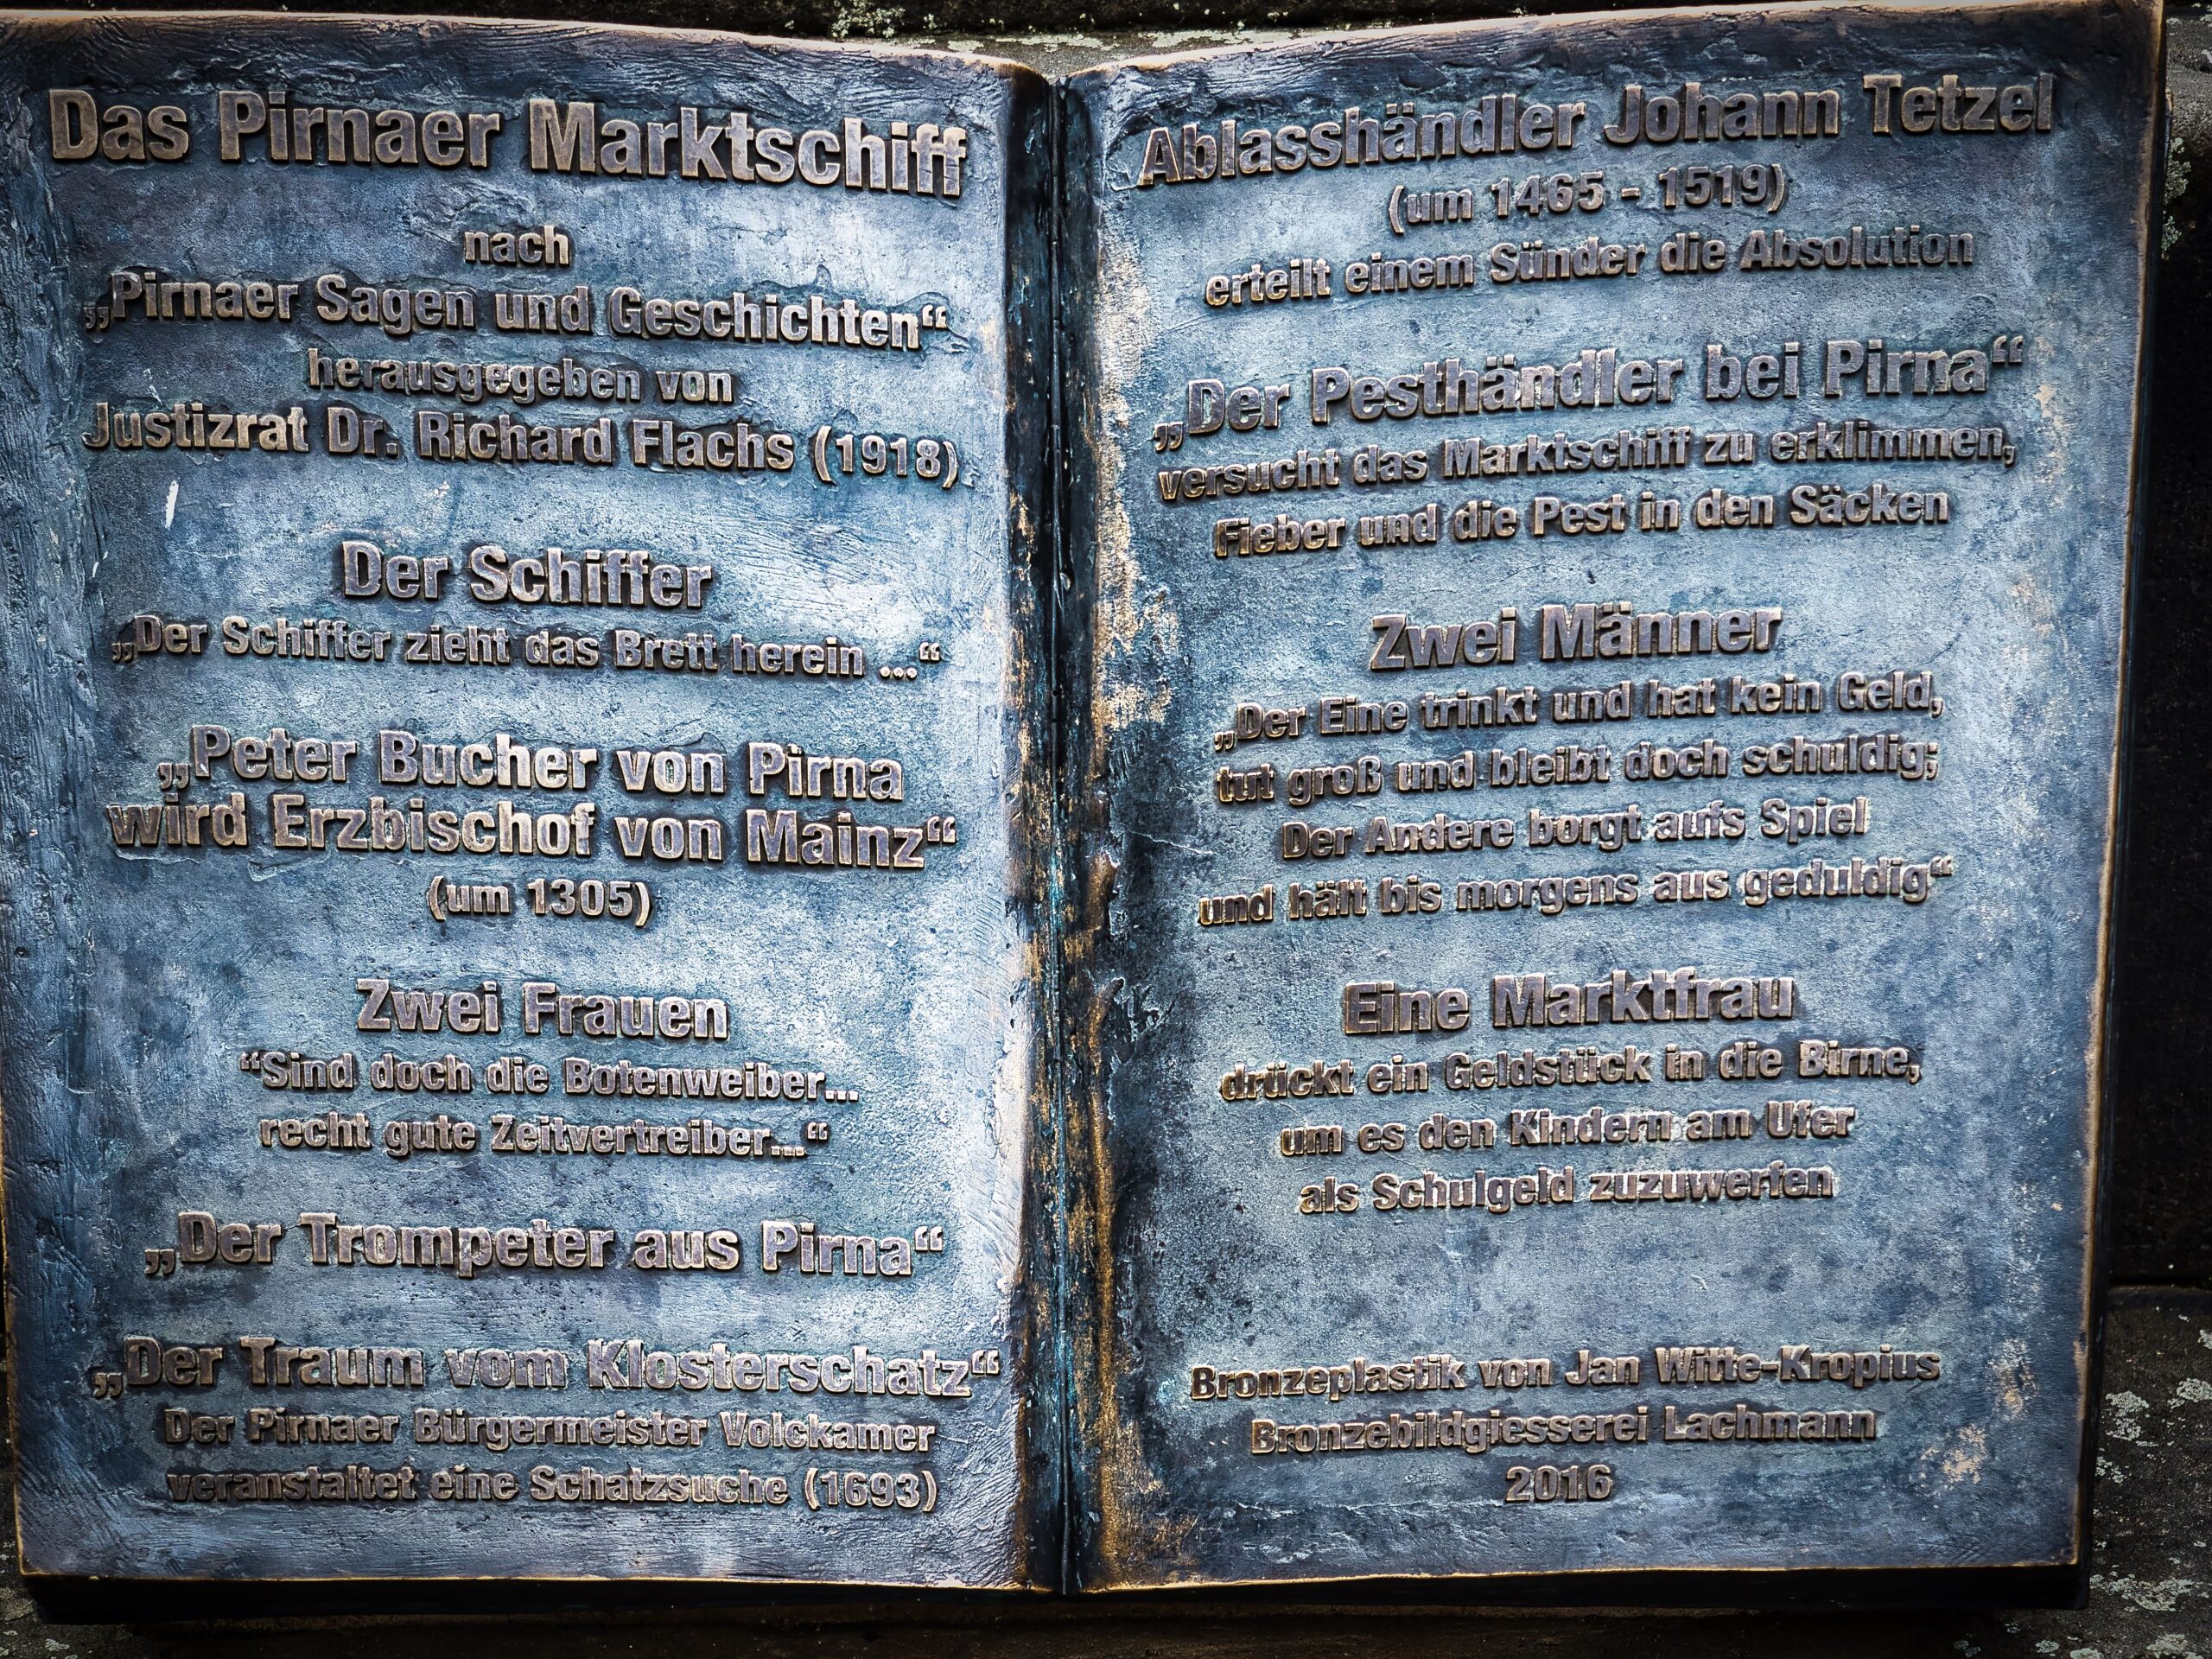 Das Pirnaer Marktschiff
nach
„Pirnaer Sagen und Geschichten“
herausgegeben von
Justizrat Dr. Richard Flachs (1918)
Der Schiffer
„Der Schiffer zieht das Brett herein ...“
„Peter Bucher von Pirna
wird Erzbischof von Mainz“
(um 1305)
Zwei Frauen
“Sind doch die Botenweiber...
recht gute Zeitvertreiber...“
„Der Trompeter aus Pirna“
„Der Traum vom Klosterschatz“
Der Pirnaer Bürgermeister Volckamer
veranstaltet eine Schatzsuche (1693)
Ablasshändler Johann Tetzel
(um 1465 - 1519)
erteilt einem Sünder die Absolution
„Der Pesthändler bei Pirna“
versucht das Marktschiff zu erklimmen,
Fieber und die Pest in den Säcken
Zwei Männer
„Der Eine trinkt und hat kein Geld,
tut groß und bleibt doch schuldig;
Der Andere borgt aufs Spiel
und hält bis morgens aus geduldig“
Eine Marktfrau
drückt ein Geldstück in die Birne,
um es den Kindern am Ufer
als Schulgeld zuzuwerfen
Bronzeplastik von Jan Witte-Kropius
Bronzebildgiesserei Lachmann
2016